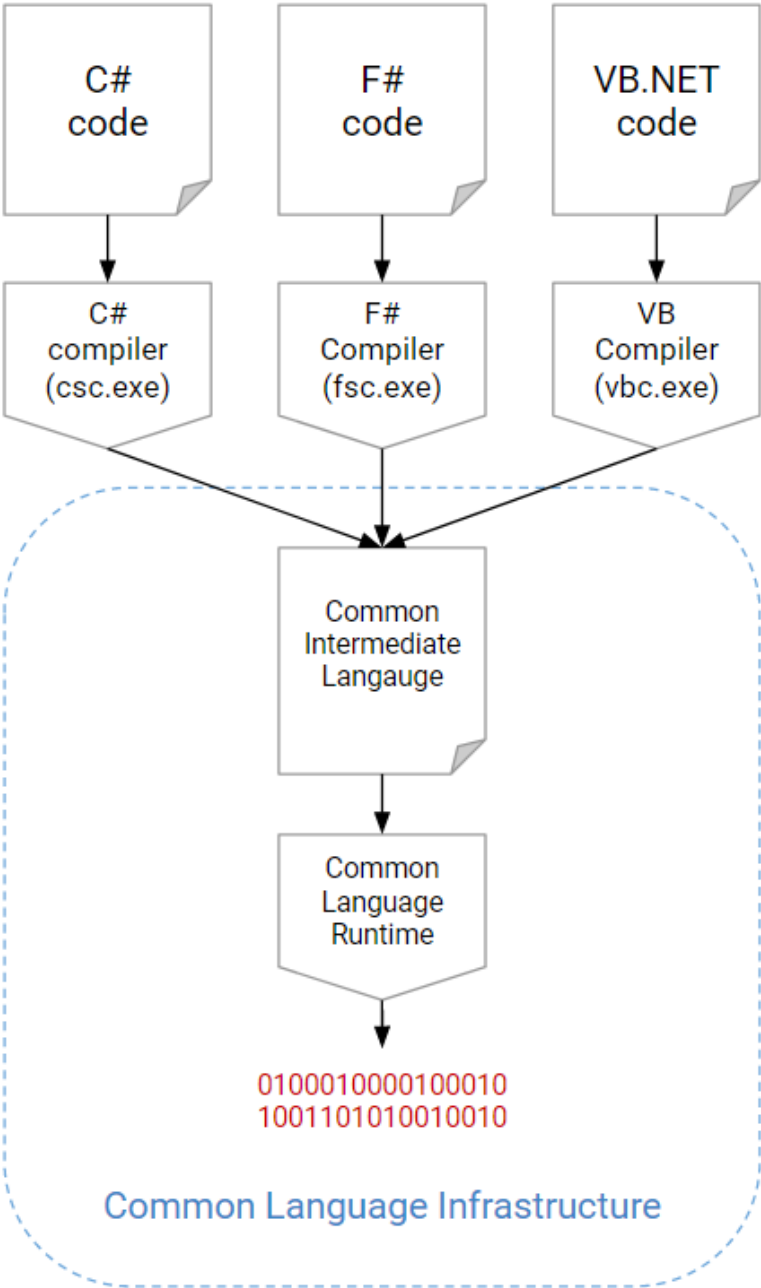 C#
code
F#
code
VB.NET
code
C#
compiler
(csc.exe)
F#
Compiler
(fsc.exe)
VB
Compiler
(vbc.exe)
Common
Intermediate
Langauge
Common
Language
Runtime
0100010000100010
1001101010010010
Common Language Infrastructure